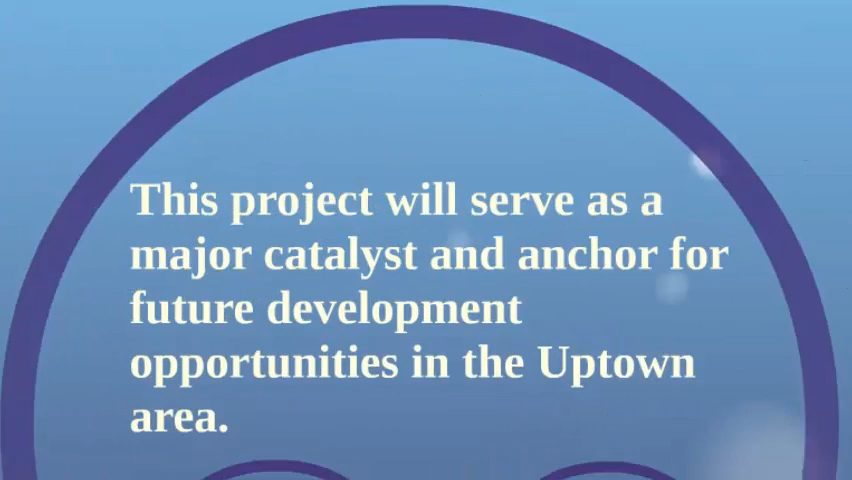 This project will serve as a
major catalyst and anchor for
future development
opportunities in the Uptown
area.